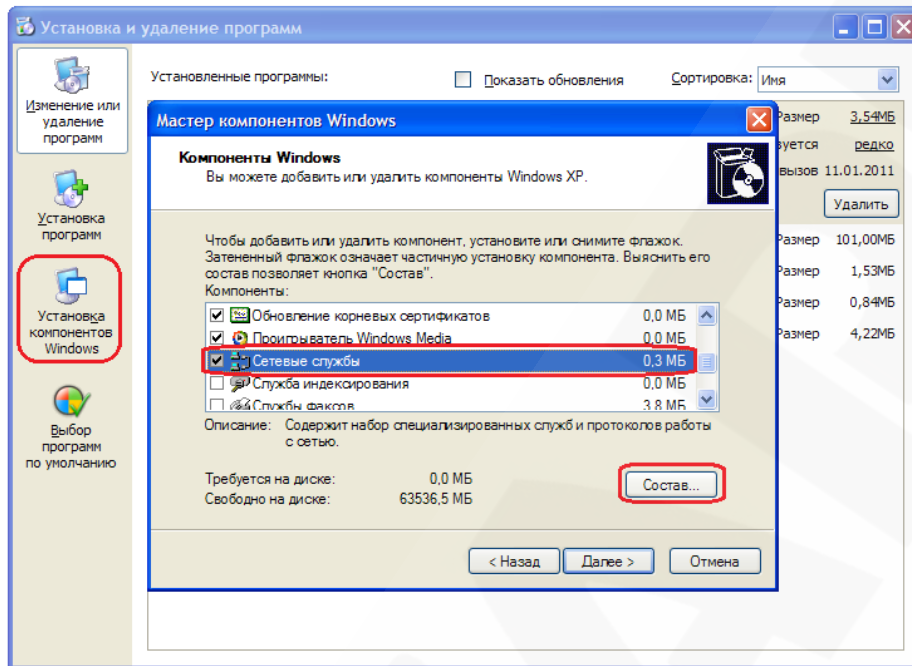 Установка и удаление программ
Изменение или
удаление
программ
Установка
программ
Установка
компонентов
Windows
Выбор
программ
по умолчанию
Установленные программы:
Показать обновления
Сортировка: Имя
Размер 3,54МБ
зуется редко
вызов 11.01.2011
Удалить
Размер 101,00МБ
Размер 1,53МБ
Размер 0,84МБ
Размер 4,22МБ
Мастер компонентов Windows
Компоненты Windows
Вы можете добавить или удалить компоненты Windows XP.
Чтобы добавить или удалить компонент, установите или снимите флажок.
Затененный флажок означает частичную установку компонента. Выяснить его
состав позволяет кнопка "Состав".
Компоненты:
Обновление корневых сертификатов 0,0 МБ
Проигрыватель Windows Media 0,0 МБ
Сетевые службы 0,3 МБ
Служба индексирования 0,0 МБ
Службы факсов 3,8 МБ
Описание: Содержит набор специализированных служб и протоколов работы
с сетью.
Требуется на диске: 0,0 МБ
Свободно на диске: 63536,5 МБ
Состав...
< Назад
Далее >
Отмена